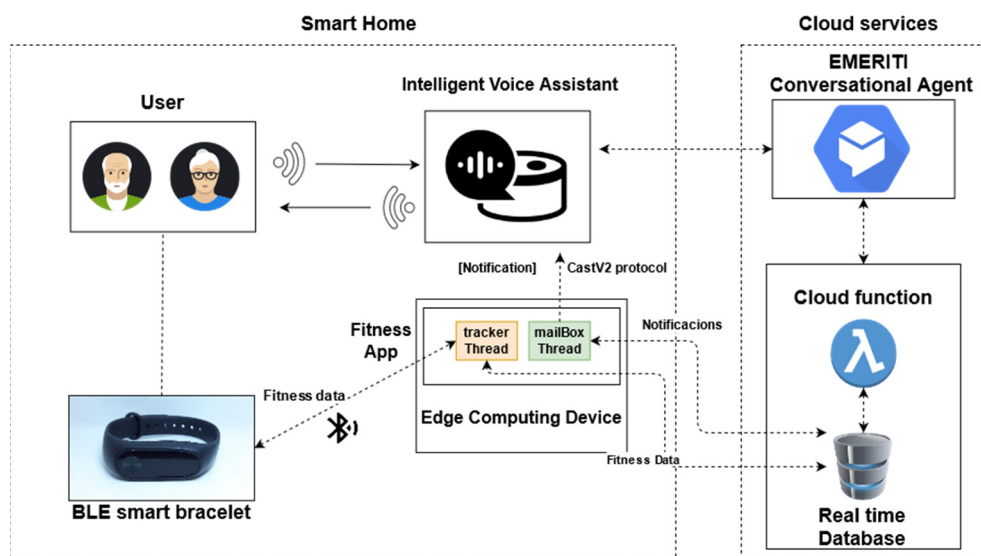 Smart Home
Cloud services
User
Intelligent Voice Assistant
EMERITI
Conversational Agent
[Notification]
CastV2 protocol
Fitness
App
tracker
Thread
mailBox
Thread
Edge Computing Device
Notificacions
Fitness data
Fitness Data
BLE smart bracelet
Cloud function
λ
Real time
Database